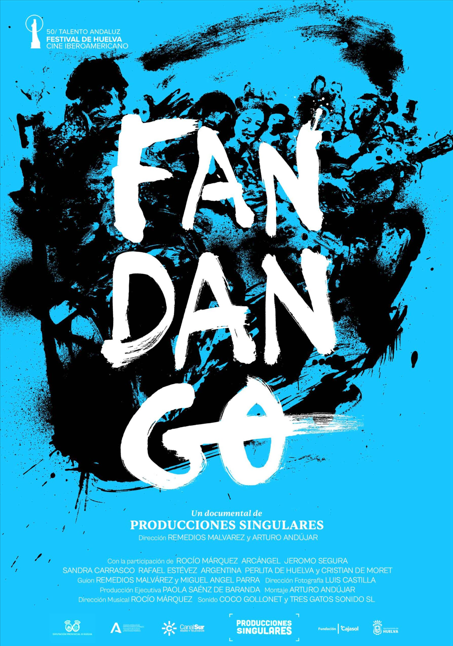 50/ TALENTO ANDALUZ
FESTIVAL DE HUELVA
CINE IBEROAMERICANO
FAN
DAN
GO
Un documental de
PRODUCCIONES SINGULARES
Dirección REMEDIOS MALVAREZ y ARTURO ANDÚJAR
Con la participación de ROCÍO MÁRQUEZ ARCÁNGEL JEROMO SEGURA
SANDRA CARRASCO RAFAEL ESTÉVEZ ARGENTINA PERLITA DE HUELVA y CRISTIAN DE MORET
Guion REMEDIOS MALVÁREZ y MIGUEL ANGEL PARRA Dirección Fotografía LUIS CASTILLA
Producción Ejecutiva PAOLA SAÉNZ DE BARANDA Montaje ARTURO ANDÚJAR
Dirección Musical ROCÍO MÁRQUEZ Sonido COCO GOLLONET y TRES GATOS SONIDO SL
CanalSur
PRODUCCIONES
SINGULARES
Fundación Cajasol
HUELVA